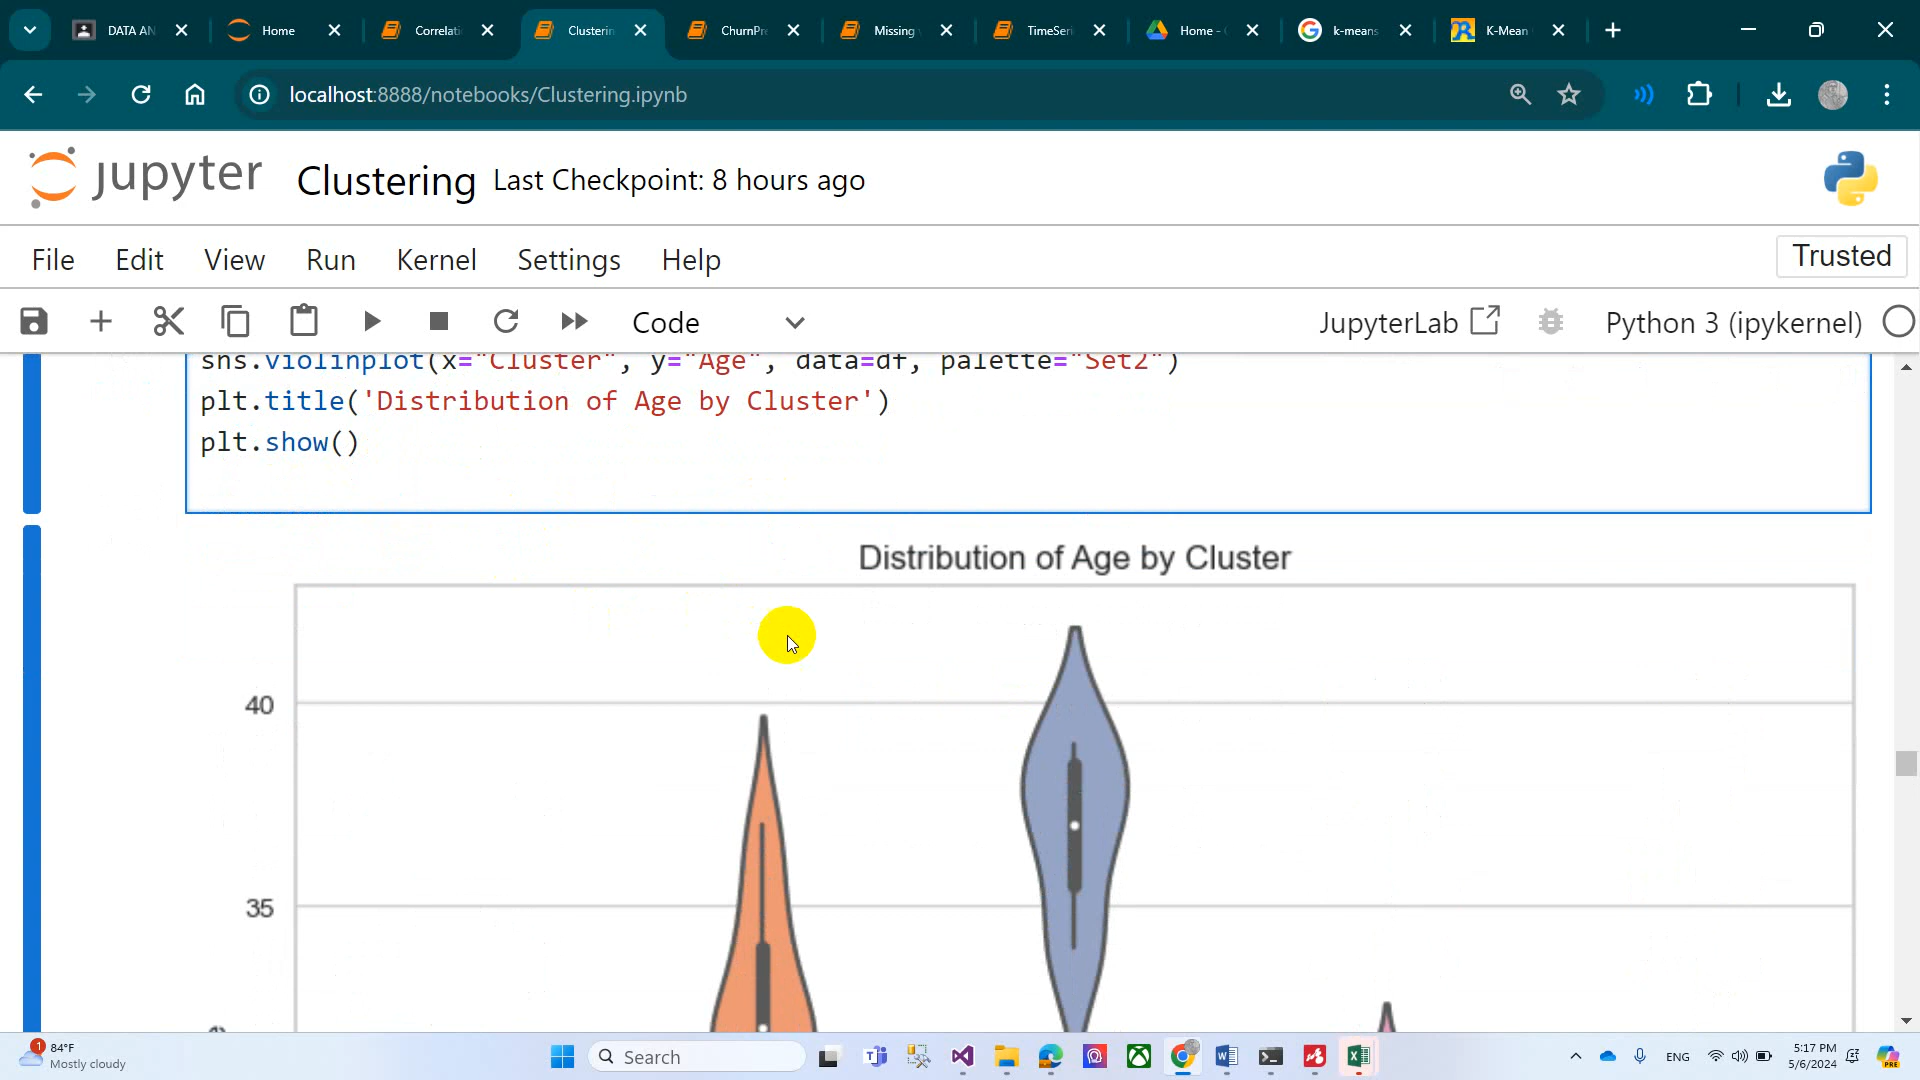 DATA AN
Home
Correlati
Clusterin
ChurnPre
Missing
TimeSeri
Home -
k-means
K-Mean
localhost:8888/notebooks/Clustering.ipynb
jupyter
Clustering
Last Checkpoint: 8 hours ago
File
Edit
View
Run
Kernel
Settings
Help
Trusted
Code
JupyterLab
Python 3 (ipykernel)
sns.violinplot(x="Cluster", y="Age", data=df, palette="Set2")
plt.title('Distribution of Age by Cluster')
plt.show()
Distribution of Age by Cluster
40
35
1
84°F
Mostly cloudy
Search
ENG
5:17 PM
5/6/2024
PRE